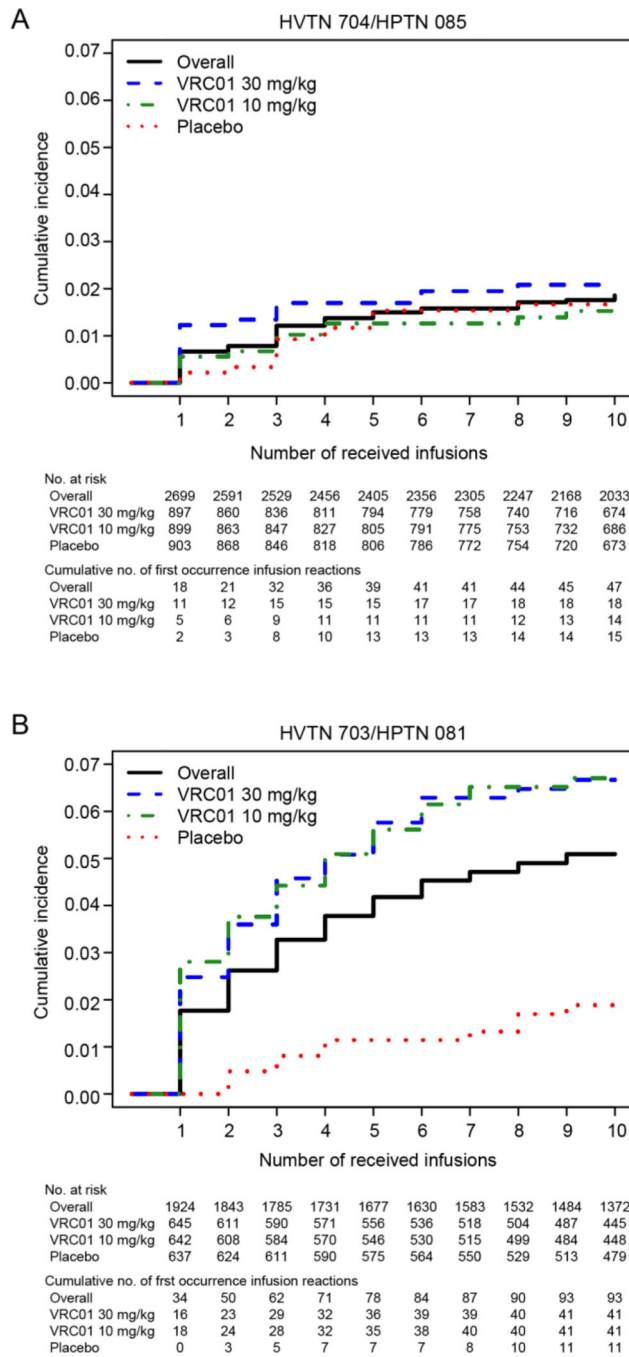 A
HVTN 704/HPTN 085
Overall
VRC01 30 mg/kg
VRC01 10 mg/kg
Placebo
0.07
0.06
0.05
0.04
0.03
0.02
0.01
0.00
Cumulative incidence
1 2 3 4 5 6 7 8 9 10
Number of received infusions
No. at risk
Overall 2699 2591 2529 2456 2405 2356 2305 2247 2168 2033
VRC01 30 mg/kg 897 860 836 811 794 779 758 740 716 674
VRC01 10 mg/kg 899 863 847 827 805 791 775 753 732 686
Placebo 903 868 846 818 806 786 772 754 720 673
Cumulative no. of first occurrence infusion reactions
Overall 18 21 32 36 39 41 41 44 45 47
VRC01 30 mg/kg 11 12 15 15 15 17 17 18 18 18
VRC01 10 mg/kg 5 6 9 11 11 11 11 12 13 14
Placebo 2 3 8 10 13 13 13 14 14 15
B
HVTN 703/HPTN 081
Overall
VRC01 30 mg/kg
VRC01 10 mg/kg
Placebo
0.07
0.06
0.05
0.04
0.03
0.02
0.01
0.00
Cumulative incidence
1 2 3 4 5 6 7 8 9 10
Number of received infusions
No. at risk
Overall 1924 1843 1785 1731 1677 1630 1583 1532 1484 1372
VRC01 30 mg/kg 645 611 590 571 556 536 518 504 487 445
VRC01 10 mg/kg 642 608 584 570 546 530 515 499 484 448
Placebo 637 624 611 590 575 564 550 529 513 479
Cumulative no. of frst occurrence infusion reactions
Overall 34 50 62 71 78 84 87 90 93 93
VRC01 30 mg/kg 16 23 29 32 36 39 39 40 41 41
VRC01 10 mg/kg 18 24 28 32 35 38 40 40 41 41
Placebo 0 3 5 7 7 7 8 10 11 11